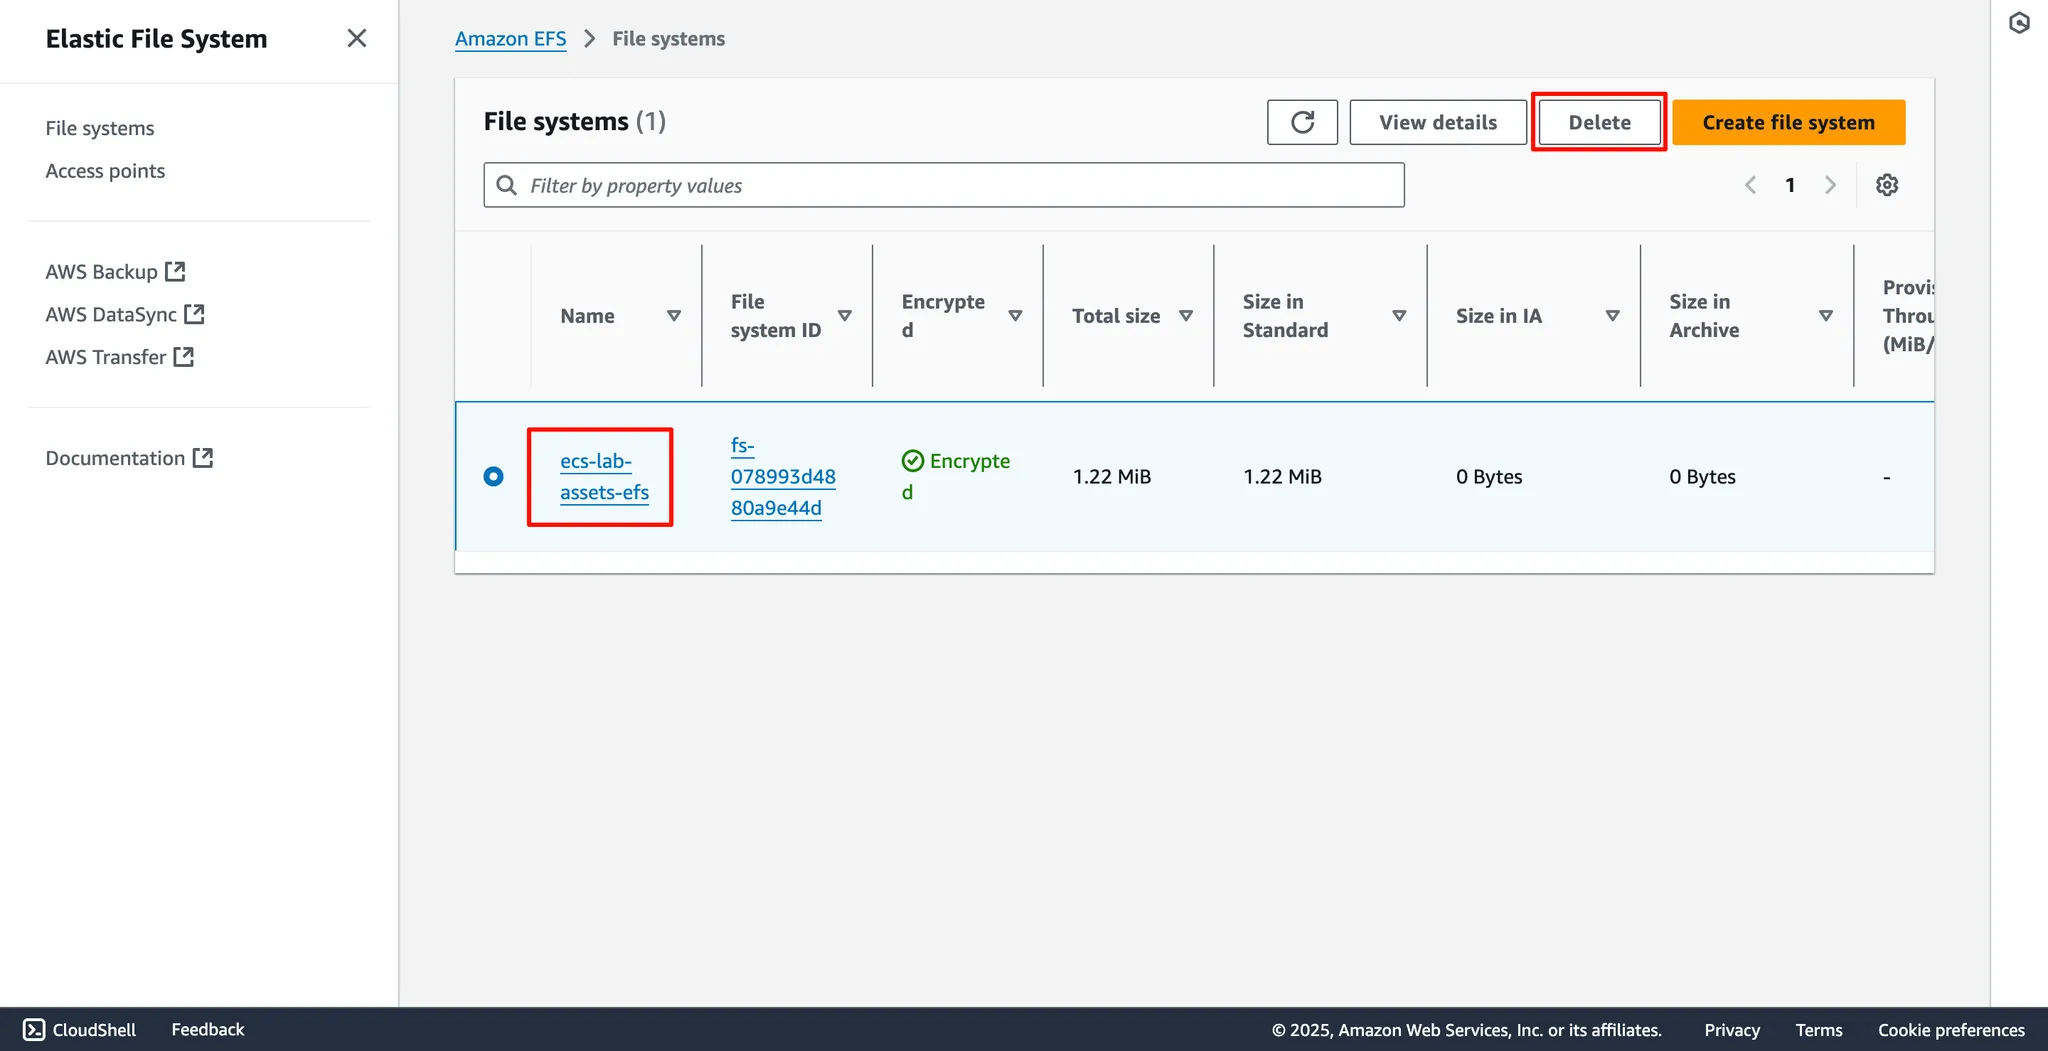 Elastic File System
File systems
Access points
AWS Backup
AWS DataSync
AWS Transfer
Documentation
Amazon EFS > File systems
File systems (1)
View details
Delete
Create file system
Filter by property values
1
Name
File
system ID
Encrypte
d
Total size
Size in
Standard
Size in IA
Size in
Archive
Provis
Throu
(MiB/
ecs-lab-
assets-efs
fs-
078993d48
80a9e44d
Encrypte
d
1.22 MiB
1.22 MiB
0 Bytes
0 Bytes
-
CloudShell
Feedback
© 2025, Amazon Web Services, Inc. or its affiliates.
Privacy
Terms
Cookie preferences